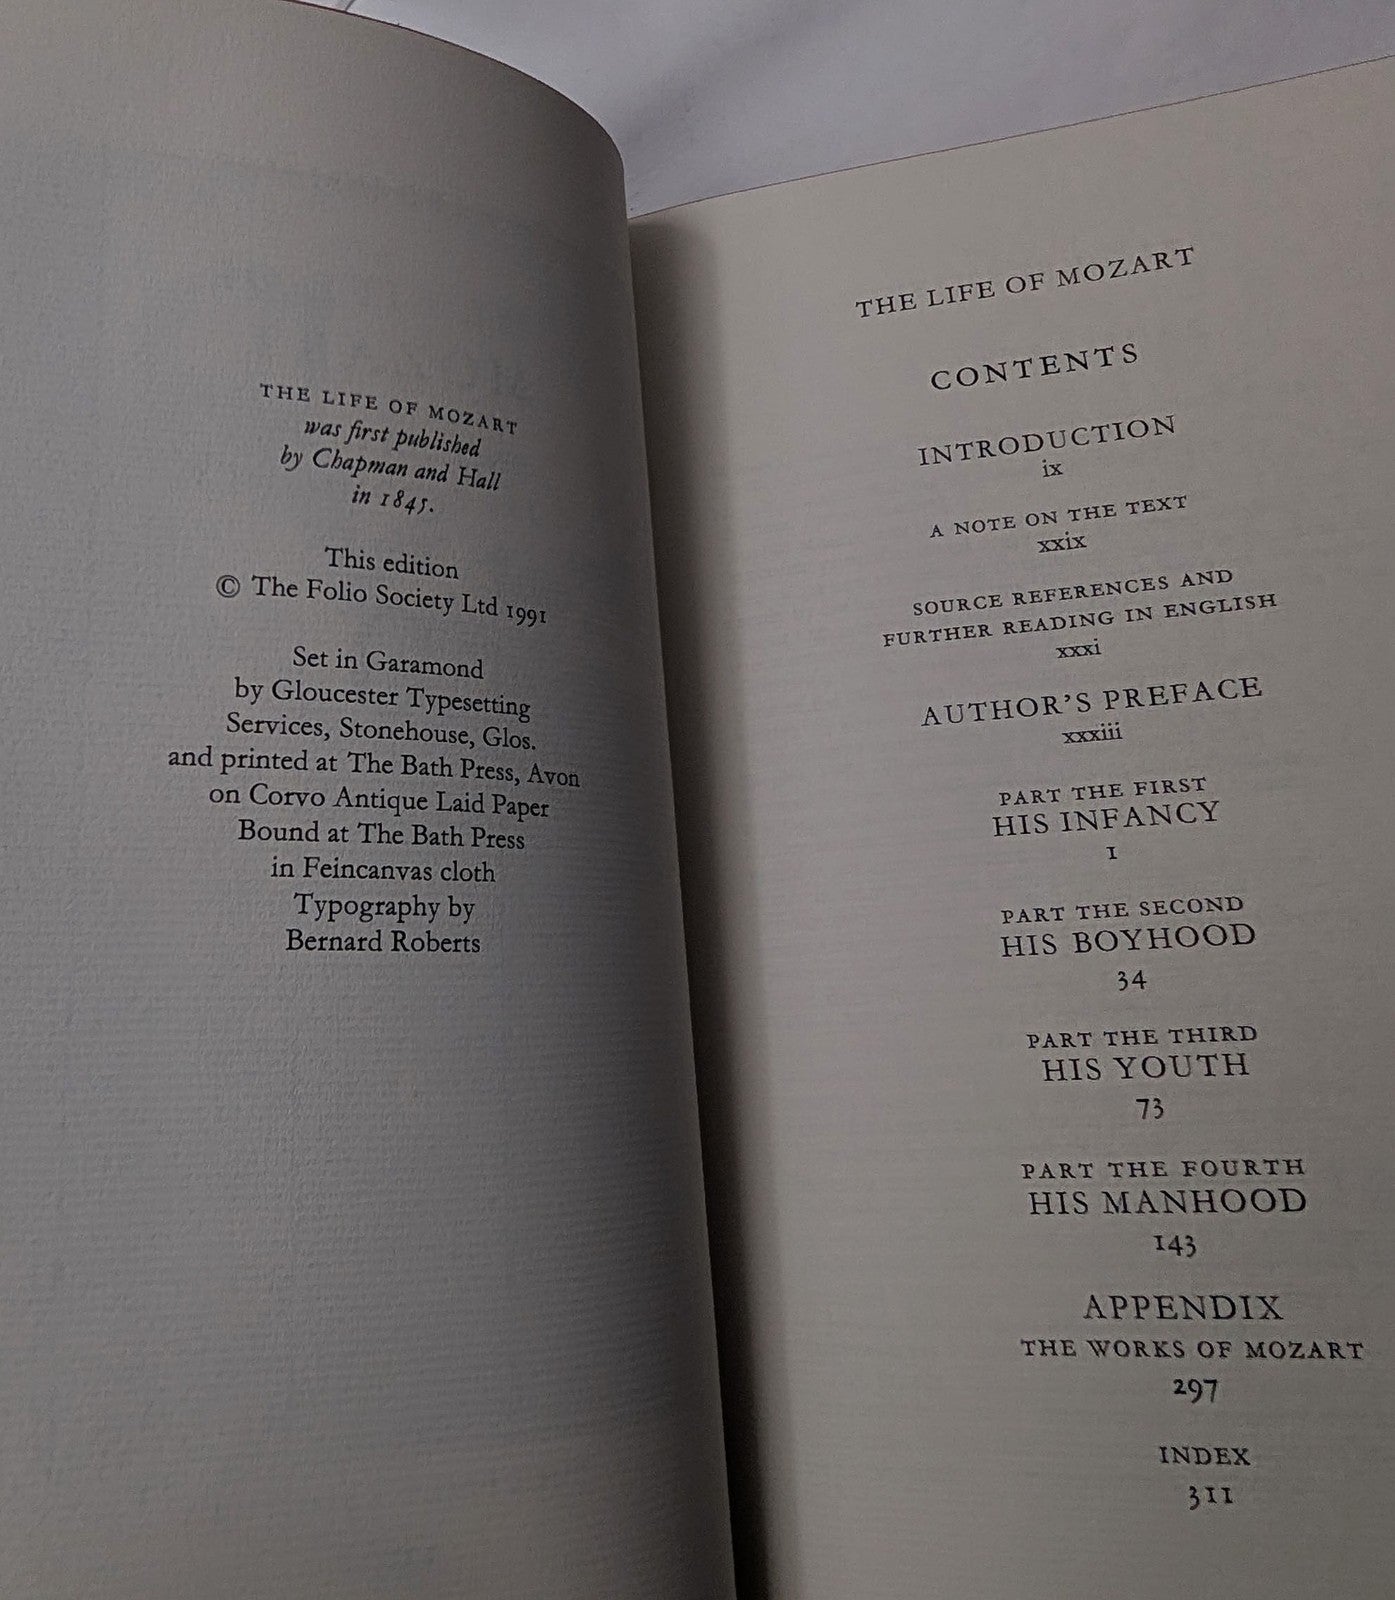 THE LIFE OF MOZART
was first published
by Chapman and Hall
in 1845.
This edition
© The Folio Society Ltd 1991
Set in Garamond
by Gloucester Typesetting
Services, Stonehouse, Glos.
and printed at The Bath Press, Avon
on Corvo Antique Laid Paper
Bound at The Bath Press
in Feincanvas cloth
Typography by
Bernard Roberts
THE LIFE OF MOZART
CONTENTS
INTRODUCTION
ix
A NOTE ON THE TEXT
xxix
SOURCE REFERENCES AND
FURTHER READING IN ENGLISH
xxxi
AUTHOR'S PREFACE
xxxiii
PART THE FIRST
HIS INFANCY
1
PART THE SECOND
HIS BOYHOOD
34
PART THE THIRD
HIS YOUTH
73
PART THE FOURTH
HIS MANHOOD
143
APPENDIX
THE WORKS OF MOZART
297
INDEX
311